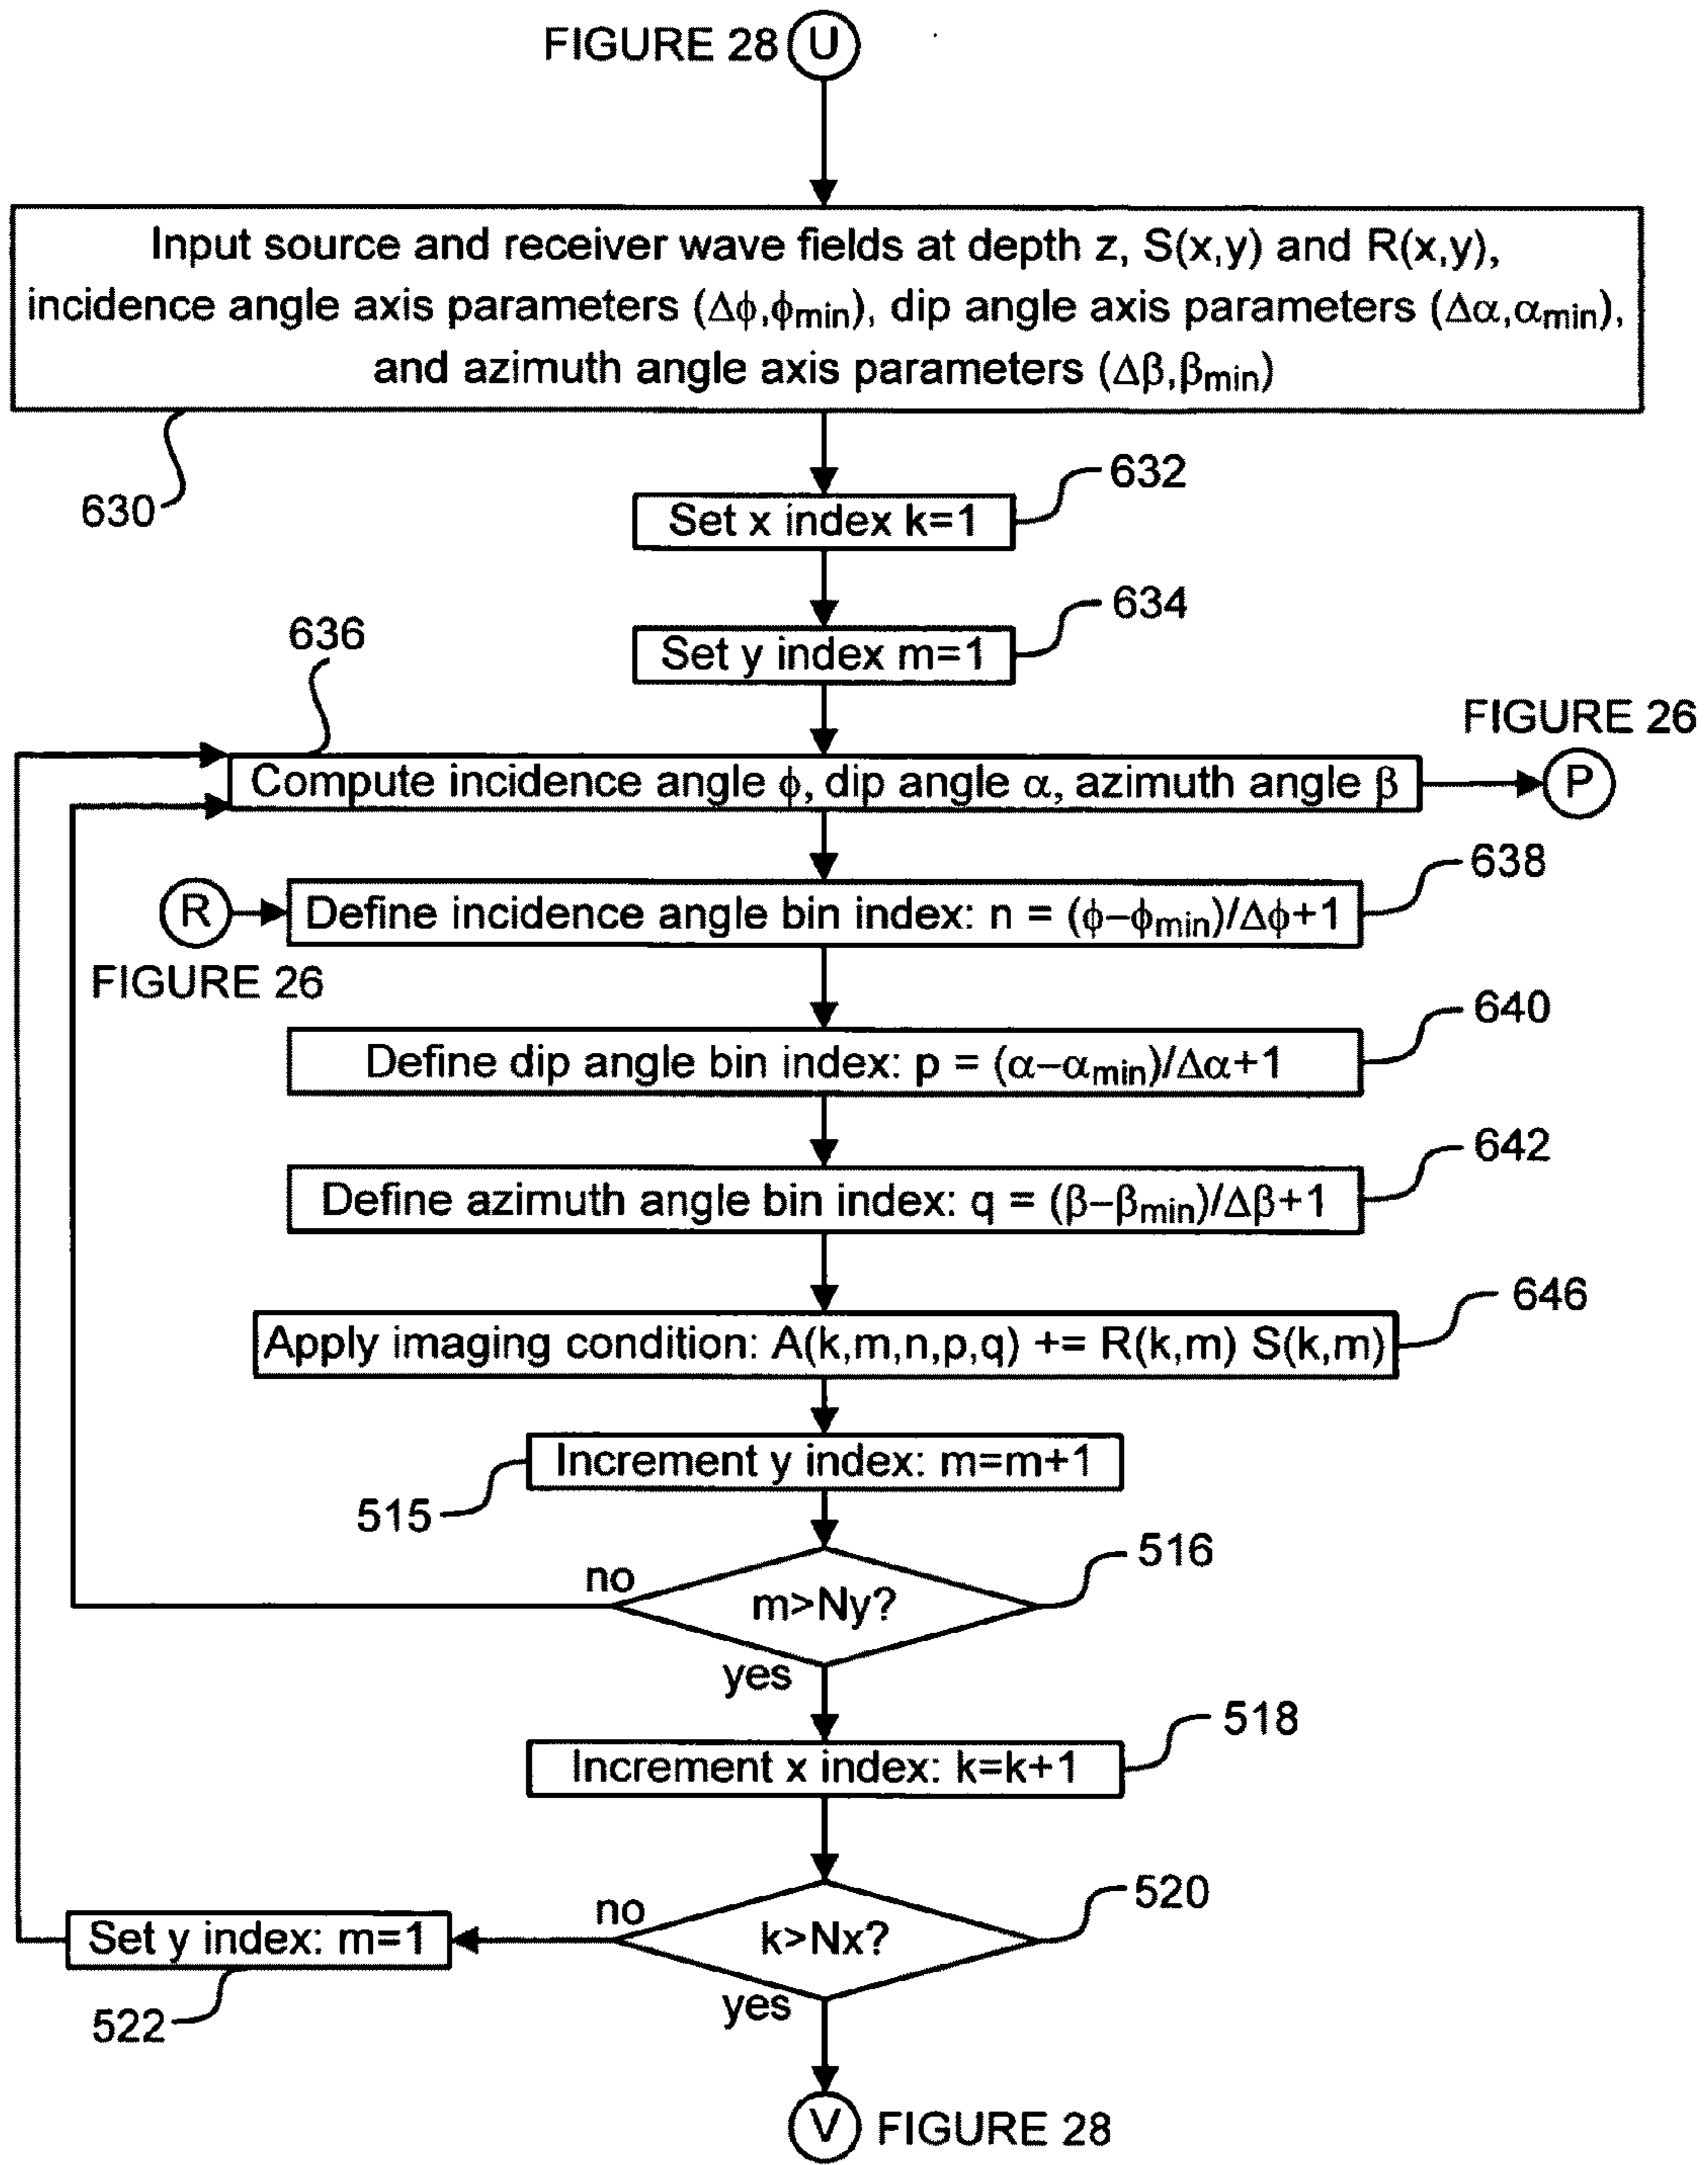 FIGURE 28 U
Input source and receiver wave fields at depth z, S(x,y) and R(x,y),
incidence angle axis parameters (Δϕ,ϕmin), dip angle axis parameters (Δα,αmin),
and azimuth angle axis parameters (Δβ,βmin)
630
632
Set x index k=1
634
Set y index m=1
636
FIGURE 26
Compute incidence angle ϕ, dip angle α, azimuth angle β
P
638
R
Define incidence angle bin index: n = (ϕ−ϕmin)/Δϕ+1
FIGURE 26
640
Define dip angle bin index: p = (α−αmin)/Δα+1
642
Define azimuth angle bin index: q = (β−βmin)/Δβ+1
646
Apply imaging condition: A(k,m,n,p,q) += R(k,m) S(k,m)
Increment y index: m=m+1
515
516
no
m>Ny?
yes
518
Increment x index: k=k+1
520
no
k>Nx?
Set y index: m=1
yes
522
V FIGURE 28